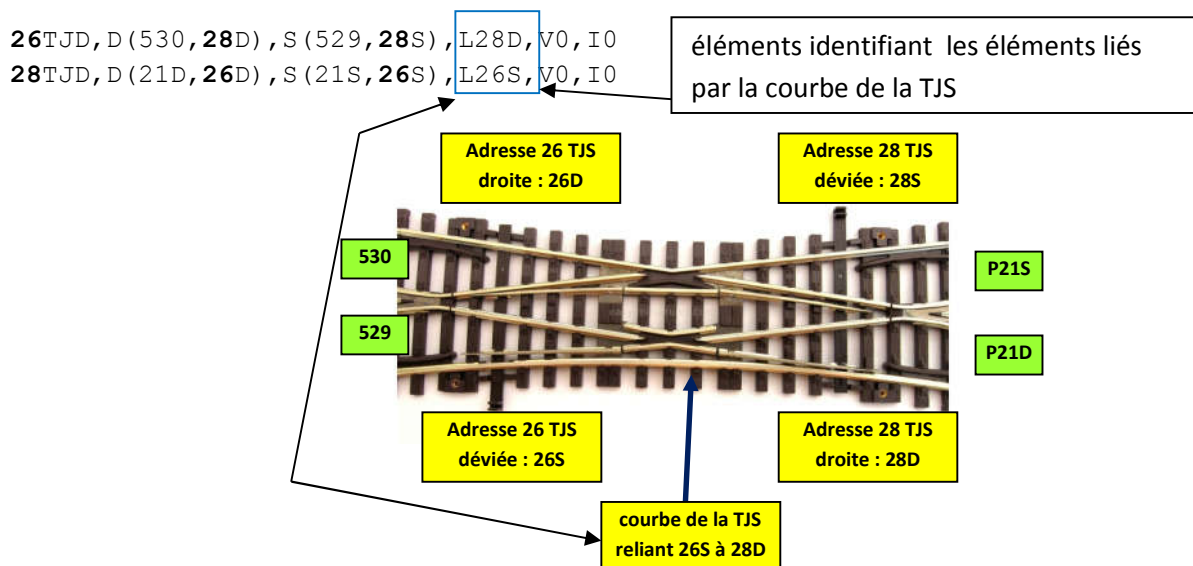 26TJD,D(530,28D),S(529,28S),L28D,V0,I0
28TJD,D(21D,26D),S(21S,26S),L26S,V0,I0
éléments identifiant les éléments liés
par la courbe de la TJS
Adresse 26 TJS
droite : 26D
Adresse 28 TJS
déviée : 28S
530
P21S
529
P21D
Adresse 26 TJS
déviée : 26S
Adresse 28 TJS
droite : 28D
courbe de la TJS
reliant 26S à 28D